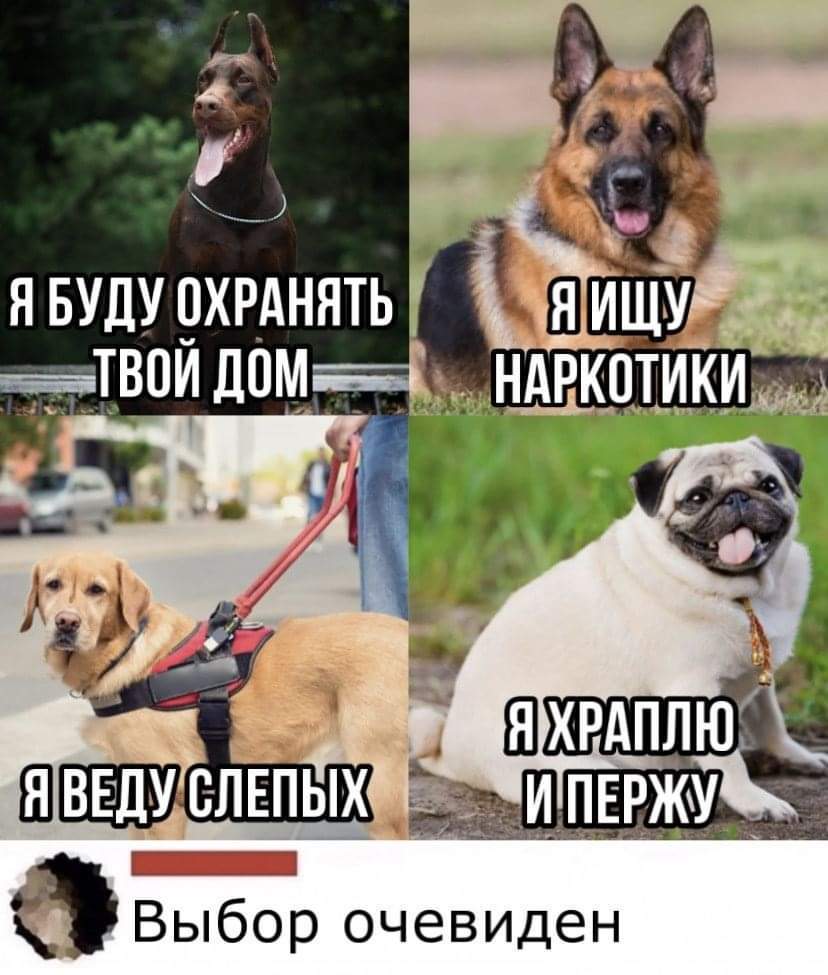 Я БУДУ ОХРАНЯТЬ
ТВОЙ ДОМ
Я ИЩУ
НАРКОТИКИ
Я ВЕДУ СЛЕПЫХ
Я ХРАПЛЮ
И ПЕРЖУ
Выбор очевиден